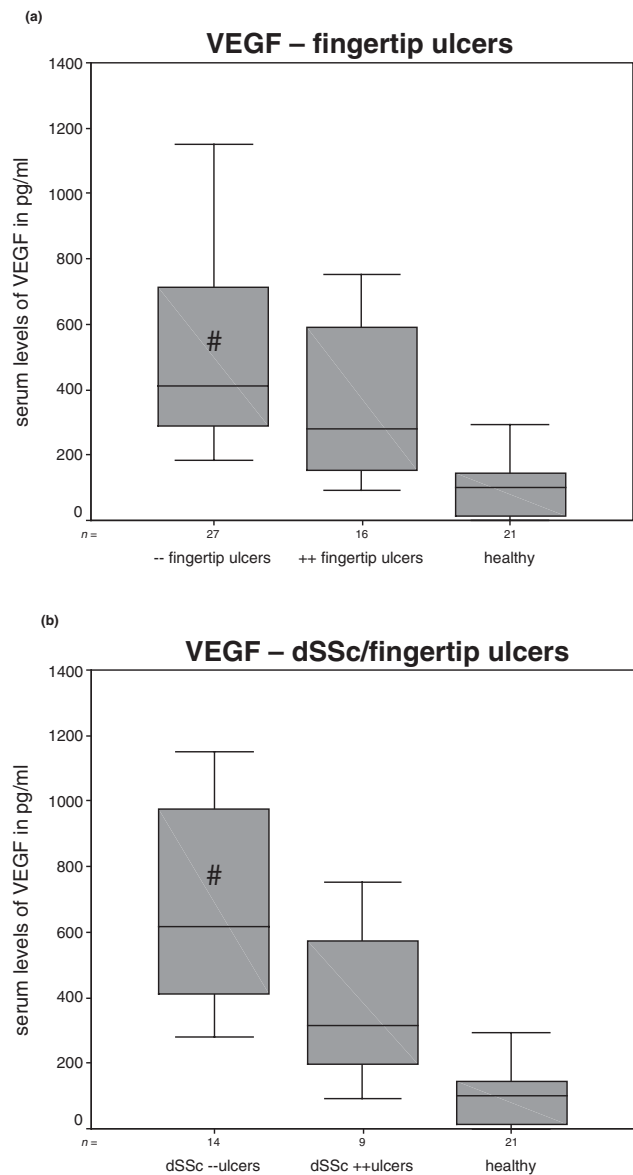 (a)
VEGF – fingertip ulcers
serum levels of VEGF in pg/ml
1400
1200
1000
800
600
400
200
0
#
n = 27 16 21
-- fingertip ulcers ++ fingertip ulcers healthy
(b)
VEGF – dSSc/fingertip ulcers
serum levels of VEGF in pg/ml
1400
1200
1000
800
600
400
200
0
#
n = 14 9 21
dSSc --ulcers dSSc ++ulcers healthy